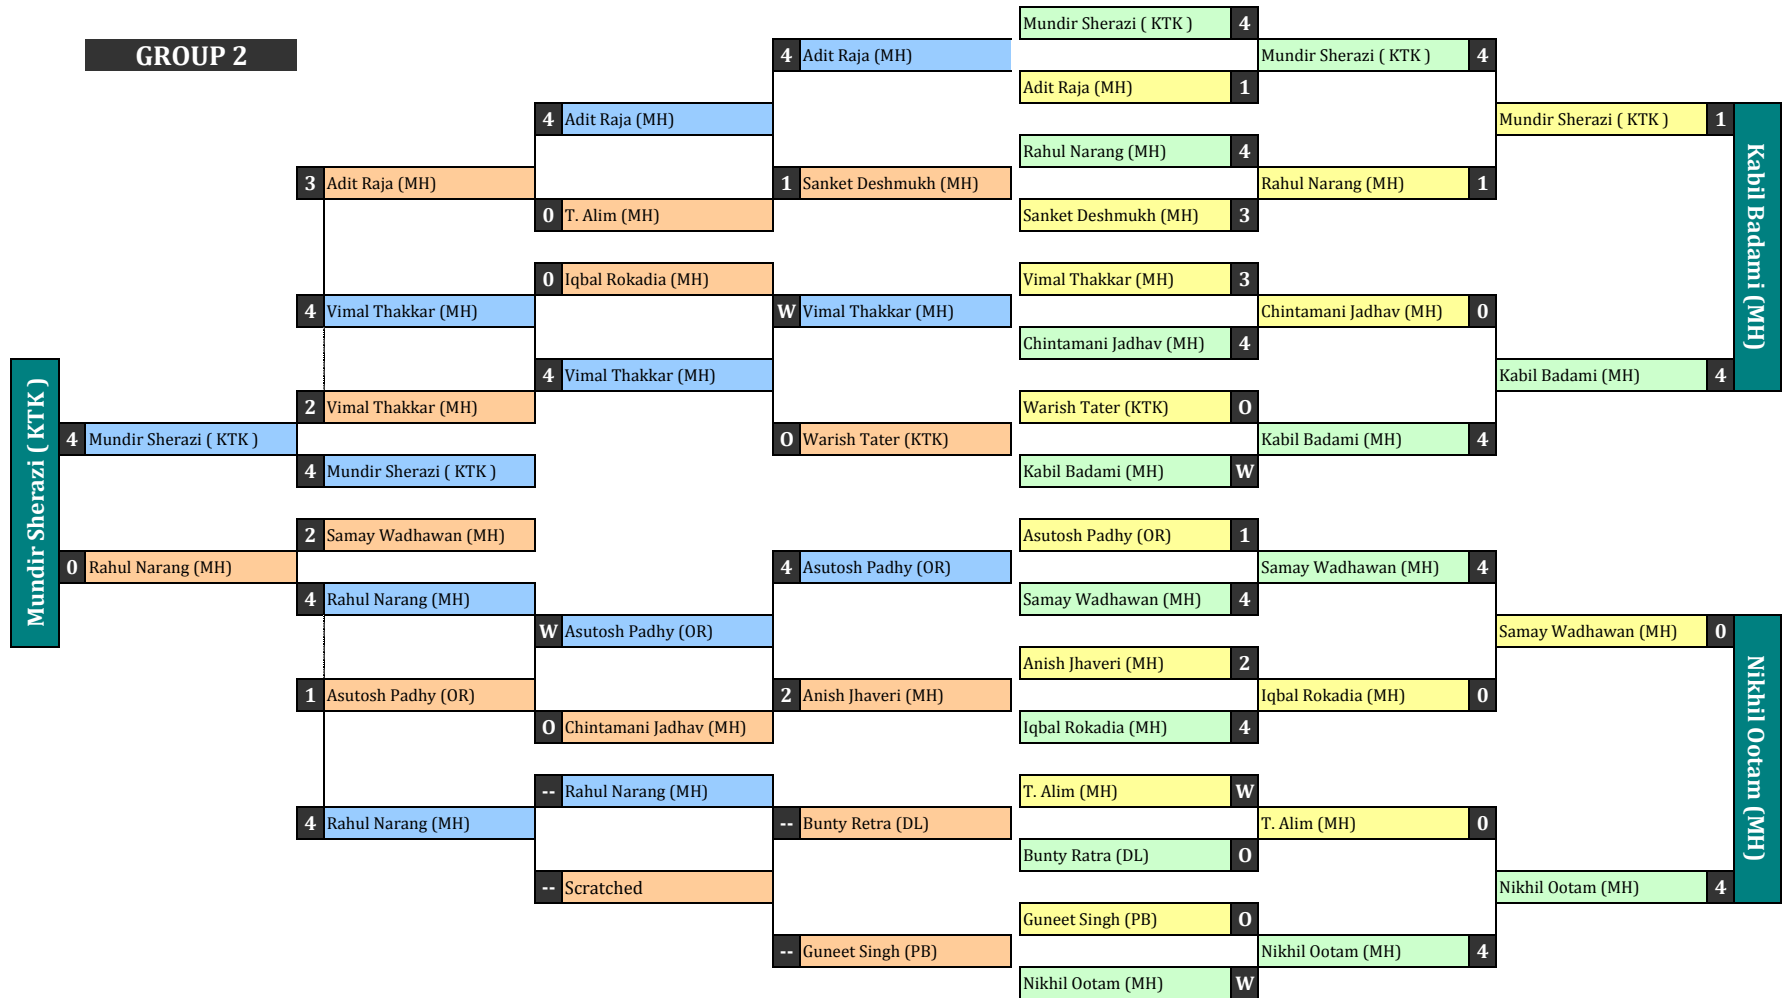 Mundir Sherazi ( KTK ) 4
GROUP 2
4 Adit Raja (MH)
Mundir Sherazi ( KTK ) 4
Adit Raja (MH) 1
4 Adit Raja (MH)
Mundir Sherazi ( KTK ) 1
Rahul Narang (MH) 4
3 Adit Raja (MH)
1 Sanket Deshmukh (MH)
Rahul Narang (MH) 1
0 T. Alim (MH)
Sanket Deshmukh (MH) 3
Kabil Badami (MH)
0 Iqbal Rokadia (MH)
Vimal Thakkar (MH) 3
4 Vimal Thakkar (MH)
W Vimal Thakkar (MH)
Chintamani Jadhav (MH) 0
Chintamani Jadhav (MH) 4
4 Vimal Thakkar (MH)
Kabil Badami (MH) 4
2 Vimal Thakkar (MH)
Warish Tater (KTK) O
Mundir Sherazi ( KTK )
4 Mundir Sherazi ( KTK )
O Warish Tater (KTK)
Kabil Badami (MH) 4
4 Mundir Sherazi ( KTK )
Kabil Badami (MH) W
2 Samay Wadhawan (MH)
Asutosh Padhy (OR) 1
0 Rahul Narang (MH)
4 Asutosh Padhy (OR)
Samay Wadhawan (MH) 4
4 Rahul Narang (MH)
Samay Wadhawan (MH) 4
W Asutosh Padhy (OR)
Samay Wadhawan (MH) 0
Anish Jhaveri (MH) 2
1 Asutosh Padhy (OR)
2 Anish Jhaveri (MH)
Iqbal Rokadia (MH) 0
O Chintamani Jadhav (MH)
Iqbal Rokadia (MH) 4
Nikhil Ootam (MH)
-- Rahul Narang (MH)
T. Alim (MH) W
4 Rahul Narang (MH)
-- Bunty Retra (DL)
T. Alim (MH) 0
Bunty Ratra (DL) O
-- Scratched
Nikhil Ootam (MH) 4
Guneet Singh (PB) O
-- Guneet Singh (PB)
Nikhil Ootam (MH) 4
Nikhil Ootam (MH) W